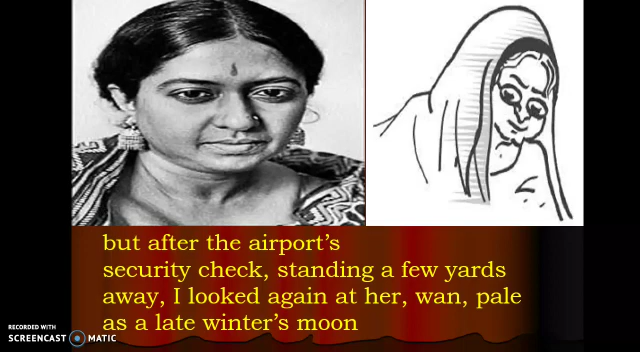 but after the airport's
security check, standing a few yards
away, I looked again at her, wan, pale
as a late winter's moon
RECORDED WITH
SCREENCAST MATIC